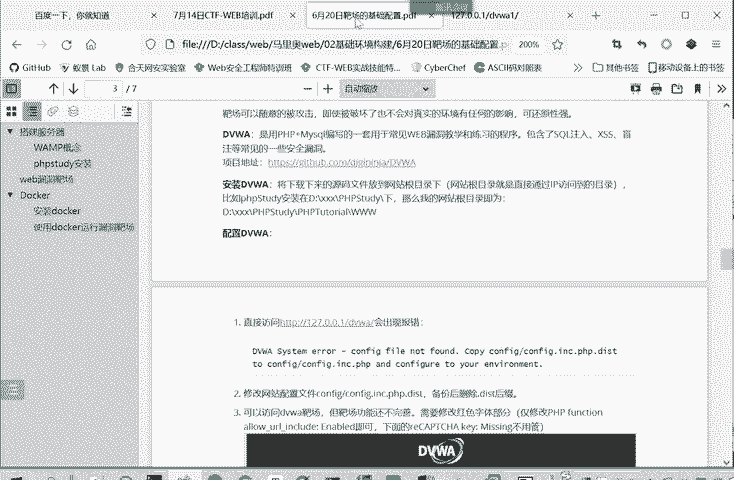 百度一下，你就知道
7月14日CTF-WEB培训.pdf
6月20日靶场的基础配置.pdf
127.0.0.1/dvwa1/
file:///D:/class/web/马里奥web/02基础环境构建/6月20日靶场的基础配置.p
200%
GitHub
蚁景 Lab
合天网安实验室
Web安全工程师特训班
CTF-WEB实战技能特...
CyberChef
ASCII码对照表
其他书签
移动设备上的书签
3 / 7
自动缩放
搭建服务器
WAMP概念
phpstudy安装
web漏洞靶场
Docker
安装docker
使用docker运行漏洞靶场
靶场可以随意的被攻击，即使被破坏了也不会对真实的环境有任何的影响，可还原性强。
DVWA：是用PHP+Mysql编写的一套用于常见WEB漏洞教学和练习的程序。包含了SQL注入、XSS、盲
注等常见的一些安全漏洞。
项目地址：https://github.com/digininja/DVWA
安装DVWA：将下载下来的源码文件放到网站根目录下（网站根目录就是直接通过IP访问到的目录），
比如phpStudy安装在D:\xxx\PHPStudy\下，那么我的网站根目录即为：
D:\xxx\PHPStudy\PHPTutorial\WWW
配置DVWA：
1. 直接访问http://127.0.0.1/dvwa/会出现报错：
DVWA System error - config file not found. Copy config/config.inc.php.dist
to config/config.inc.php and configure to your environment.
2. 修改网站配置文件config/config.inc.php.dist，备份后删除.dist后缀。
3. 可以访问dvwa靶场，但靶场功能还不完善。需要修改红色字体部分（仅修改PHP function
allow_url_include: Enabled即可，下面的reCAPTCHA key: Missing不用管）
DVWA